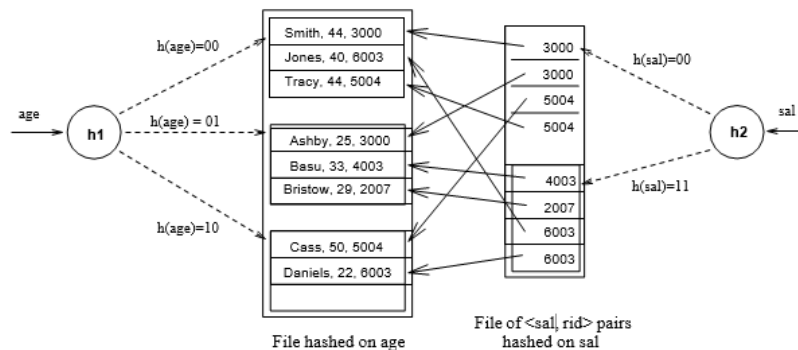 Smith, 44, 3000
Jones, 40, 6003
Tracy, 44, 5004
h(age)=00
age
h1
h(age) = 01
Ashby, 25, 3000
Basu, 33, 4003
Bristow, 29, 2007
h(age)=10
Cass, 50, 5004
Daniels, 22, 6003
File hashed on age
3000
3000
5004
5004
h(sal)=00
sal
h2
h(sal)=11
4003
2007
6003
6003
File of <sal, rid> pairs
hashed on sal